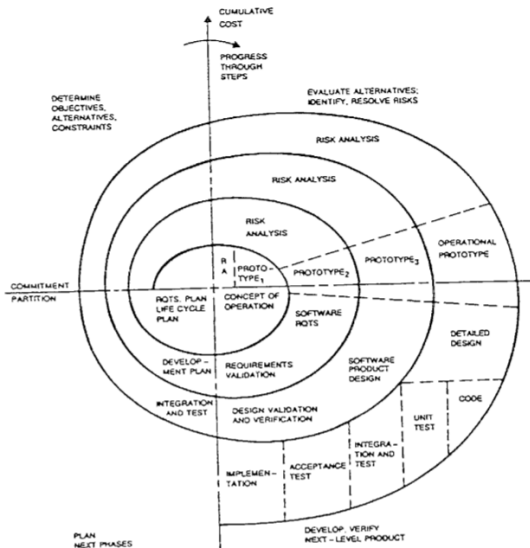 CUMULATIVE
COST
PROGRESS
THROUGH
STEPS
DETERMINE
OBJECTIVES,
ALTERNATIVES,
CONSTRAINTS
EVALUATE ALTERNATIVES;
IDENTIFY, RESOLVE RISKS
RISK ANALYSIS
RISK ANALYSIS
RISK
ANALYSIS
R
A
PROTO-
TYPE1
PROTOTYPE2
PROTOTYPE3
OPERATIONAL
PROTOTYPE
COMMITMENT
PARTITION
RQTS. PLAN
LIFE CYCLE
PLAN
CONCEPT OF
OPERATION
SOFTWARE
RQTS
DETAILED
DESIGN
DEVELOP-
MENT PLAN
REQUIREMENTS
VALIDATION
SOFTWARE
PRODUCT
DESIGN
INTEGRATION
AND TEST
DESIGN VALIDATION
AND VERIFICATION
CODE
UNIT
TEST
INTEGRA-
TION AND
TEST
ACCEPTANCE
TEST
IMPLEMEN-
TATION
PLAN
NEXT PHASES
DEVELOP, VERIFY
NEXT-LEVEL PRODUCT